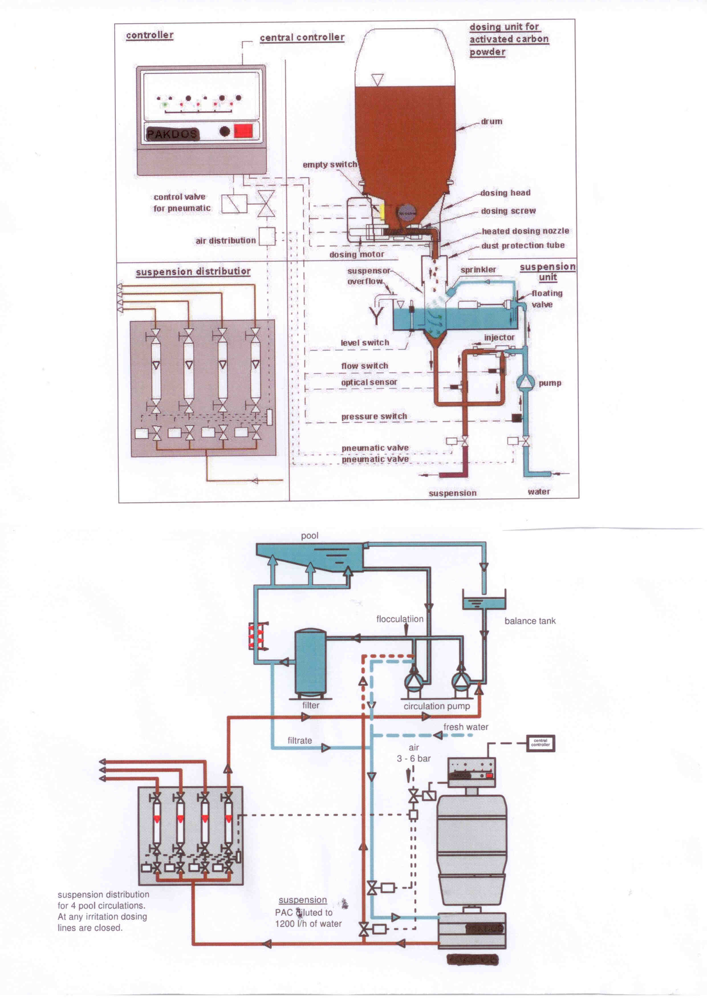 controller
central controller
dosing unit for
activated carbon
powder
PAKDOS
drum
empty switch
control valve
for pneumatic
dosing head
dosing screw
heated dosing nozzle
air distribution
dust protection tube
dosing motor
suspension distributior
suspensor
overflow
sprinkler
suspension
unit
floating
valve
injector
level switch
flow switch
optical sensor
pump
pressure switch
pneumatic valve
pneumatic valve
suspension
water
pool
flocculatiion
balance tank
filter
circulation pump
fresh water
filtrate
central
controller
air
3 - 6 bar
PAKDOS
suspension distribution
for 4 pool circulations.
At any irritation dosing
lines are closed.
suspension
PAC diluted to
1200 l/h of water
PAKDOS
PAKDOS